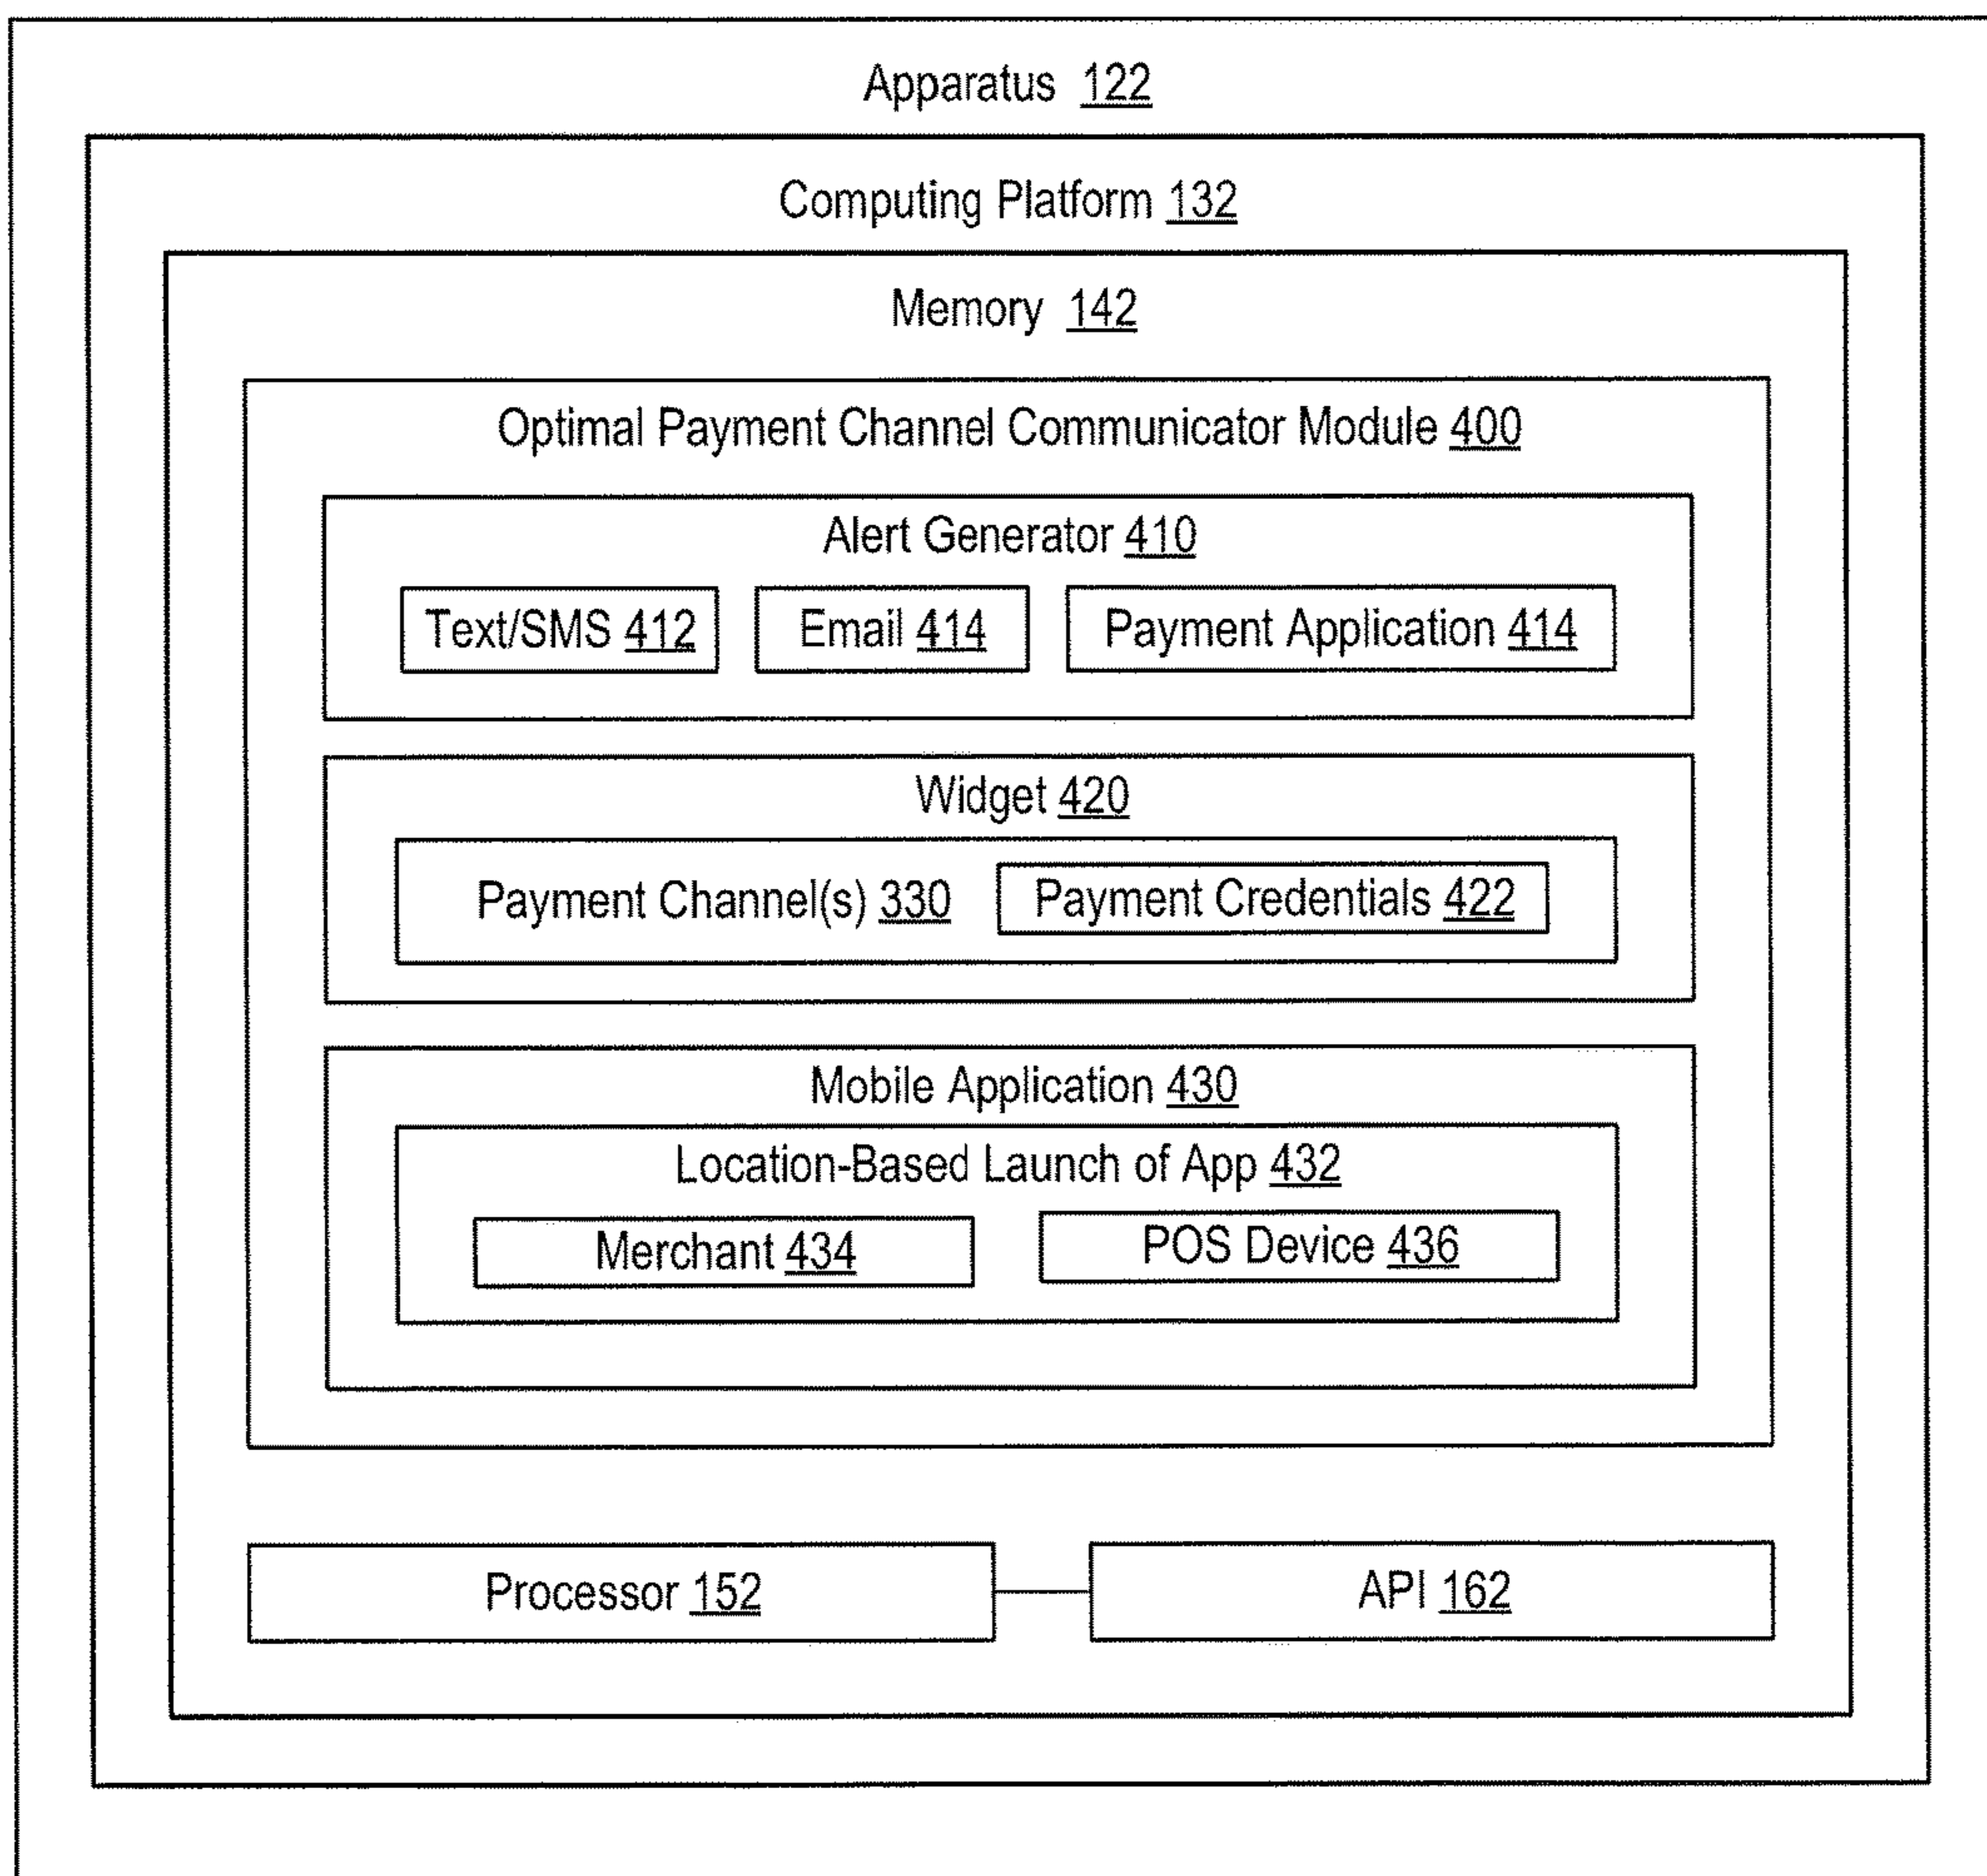 Apparatus 122
Computing Platform 132
Memory 142
Optimal Payment Channel Communicator Module 400
Alert Generator 410
Text/SMS 412
Email 414
Payment Application 414
Widget 420
Payment Channel(s) 330
Payment Credentials 422
Mobile Application 430
Location-Based Launch of App 432
Merchant 434
POS Device 436
Processor 152
API 162